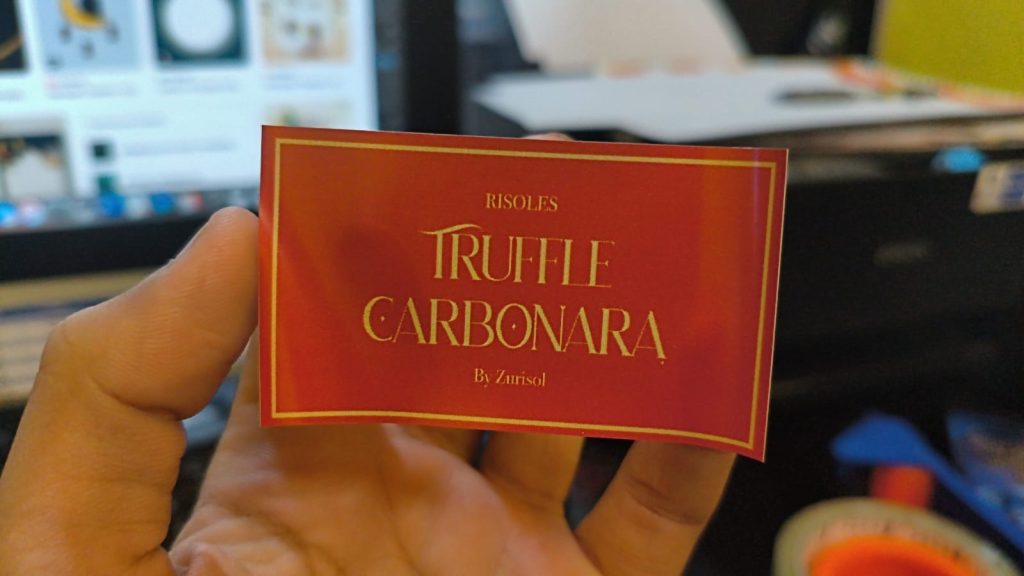 RISOLES
TRUFFLE
CARBONARA
By Zurisol